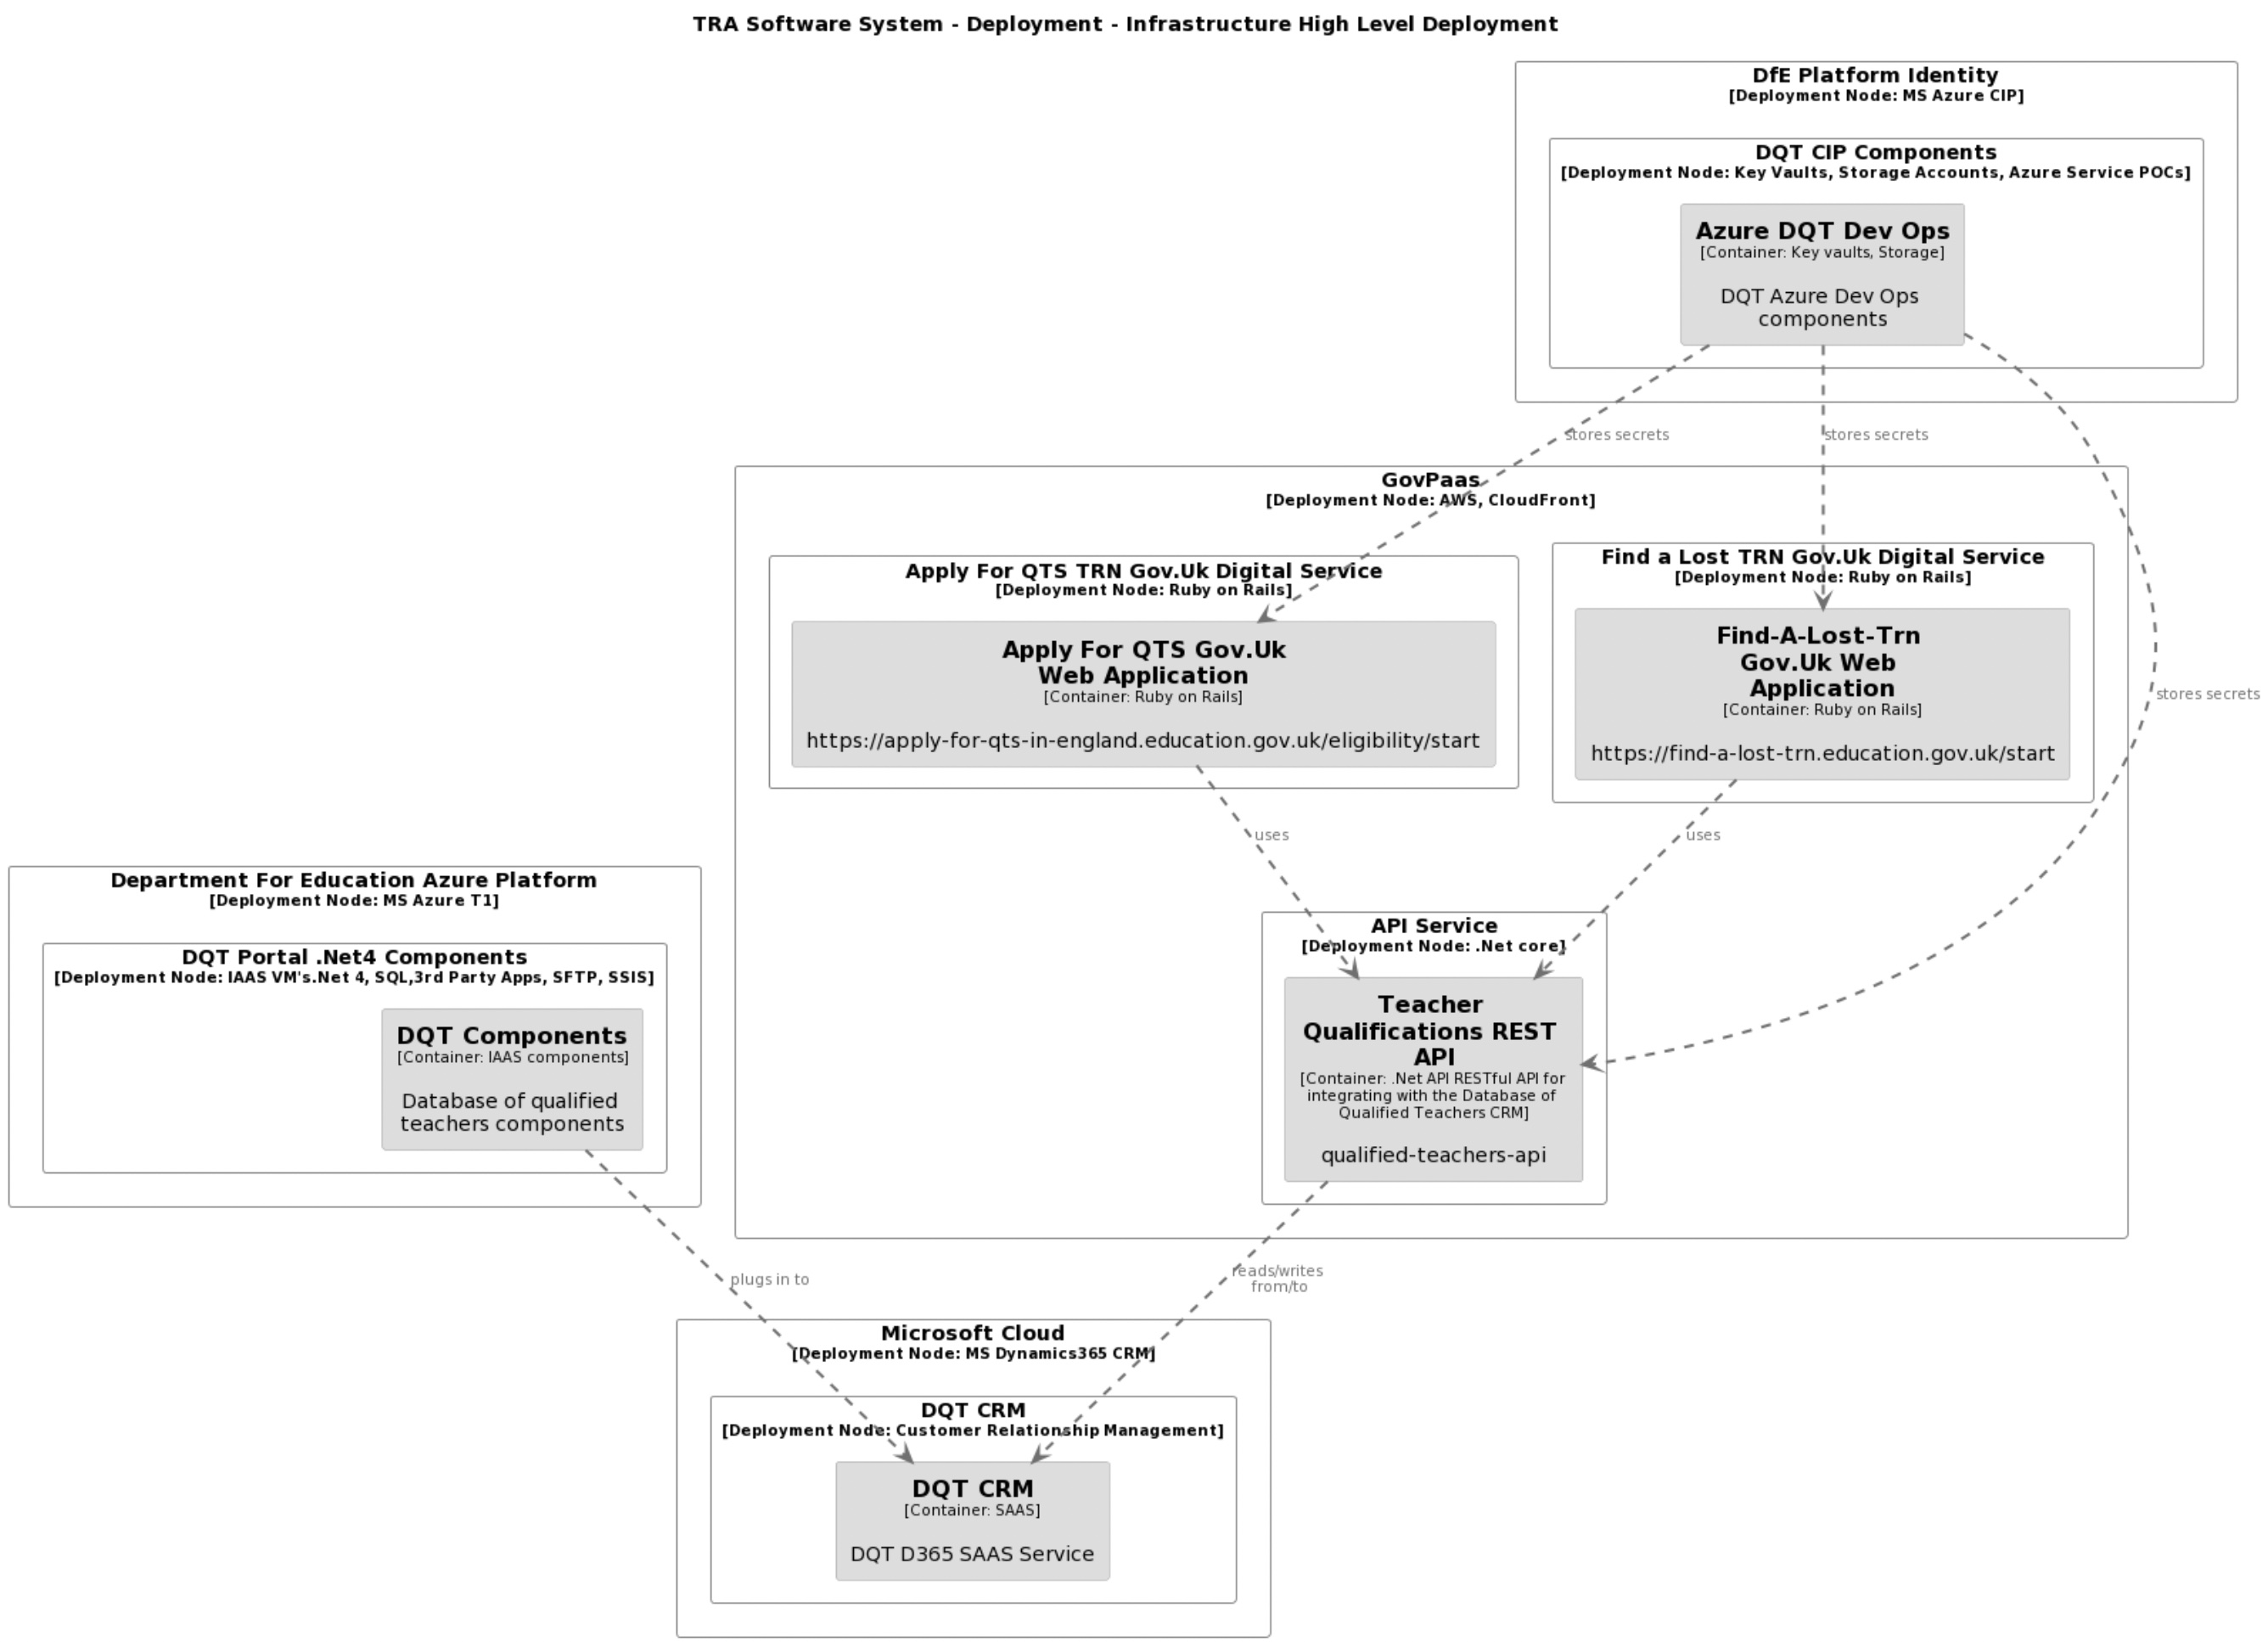 TRA Software System - Deployment - Infrastructure High Level Deployment
DfE Platform Identity
[Deployment Node: MS Azure CIP]
DQT CIP Components
[Deployment Node: Key Vaults, Storage Accounts, Azure Service POCs]
Azure DQT Dev Ops
[Container: Key vaults, Storage]
DQT Azure Dev Ops
components
stores secrets
stores secrets
stores secrets
GovPaas
[Deployment Node: AWS, CloudFront]
Apply For QTS TRN Gov.Uk Digital Service
[Deployment Node: Ruby on Rails]
Apply For QTS Gov.Uk
Web Application
[Container: Ruby on Rails]
https://apply-for-qts-in-england.education.gov.uk/eligibility/start
Find a Lost TRN Gov.Uk Digital Service
[Deployment Node: Ruby on Rails]
Find-A-Lost-Trn
Gov.Uk Web
Application
[Container: Ruby on Rails]
https://find-a-lost-trn.education.gov.uk/start
uses
uses
Department For Education Azure Platform
[Deployment Node: MS Azure T1]
DQT Portal .Net4 Components
[Deployment Node: IAAS VM's.Net 4, SQL,3rd Party Apps, SFTP, SSIS]
DQT Components
[Container: IAAS components]
Database of qualified
teachers components
API Service
[Deployment Node: .Net core]
Teacher
Qualifications REST
API
[Container: .Net API RESTful API for
integrating with the Database of
Qualified Teachers CRM]
qualified-teachers-api
plugs in to
reads/writes
from/to
Microsoft Cloud
[Deployment Node: MS Dynamics365 CRM]
DQT CRM
[Deployment Node: Customer Relationship Management]
DQT CRM
[Container: SAAS]
DQT D365 SAAS Service